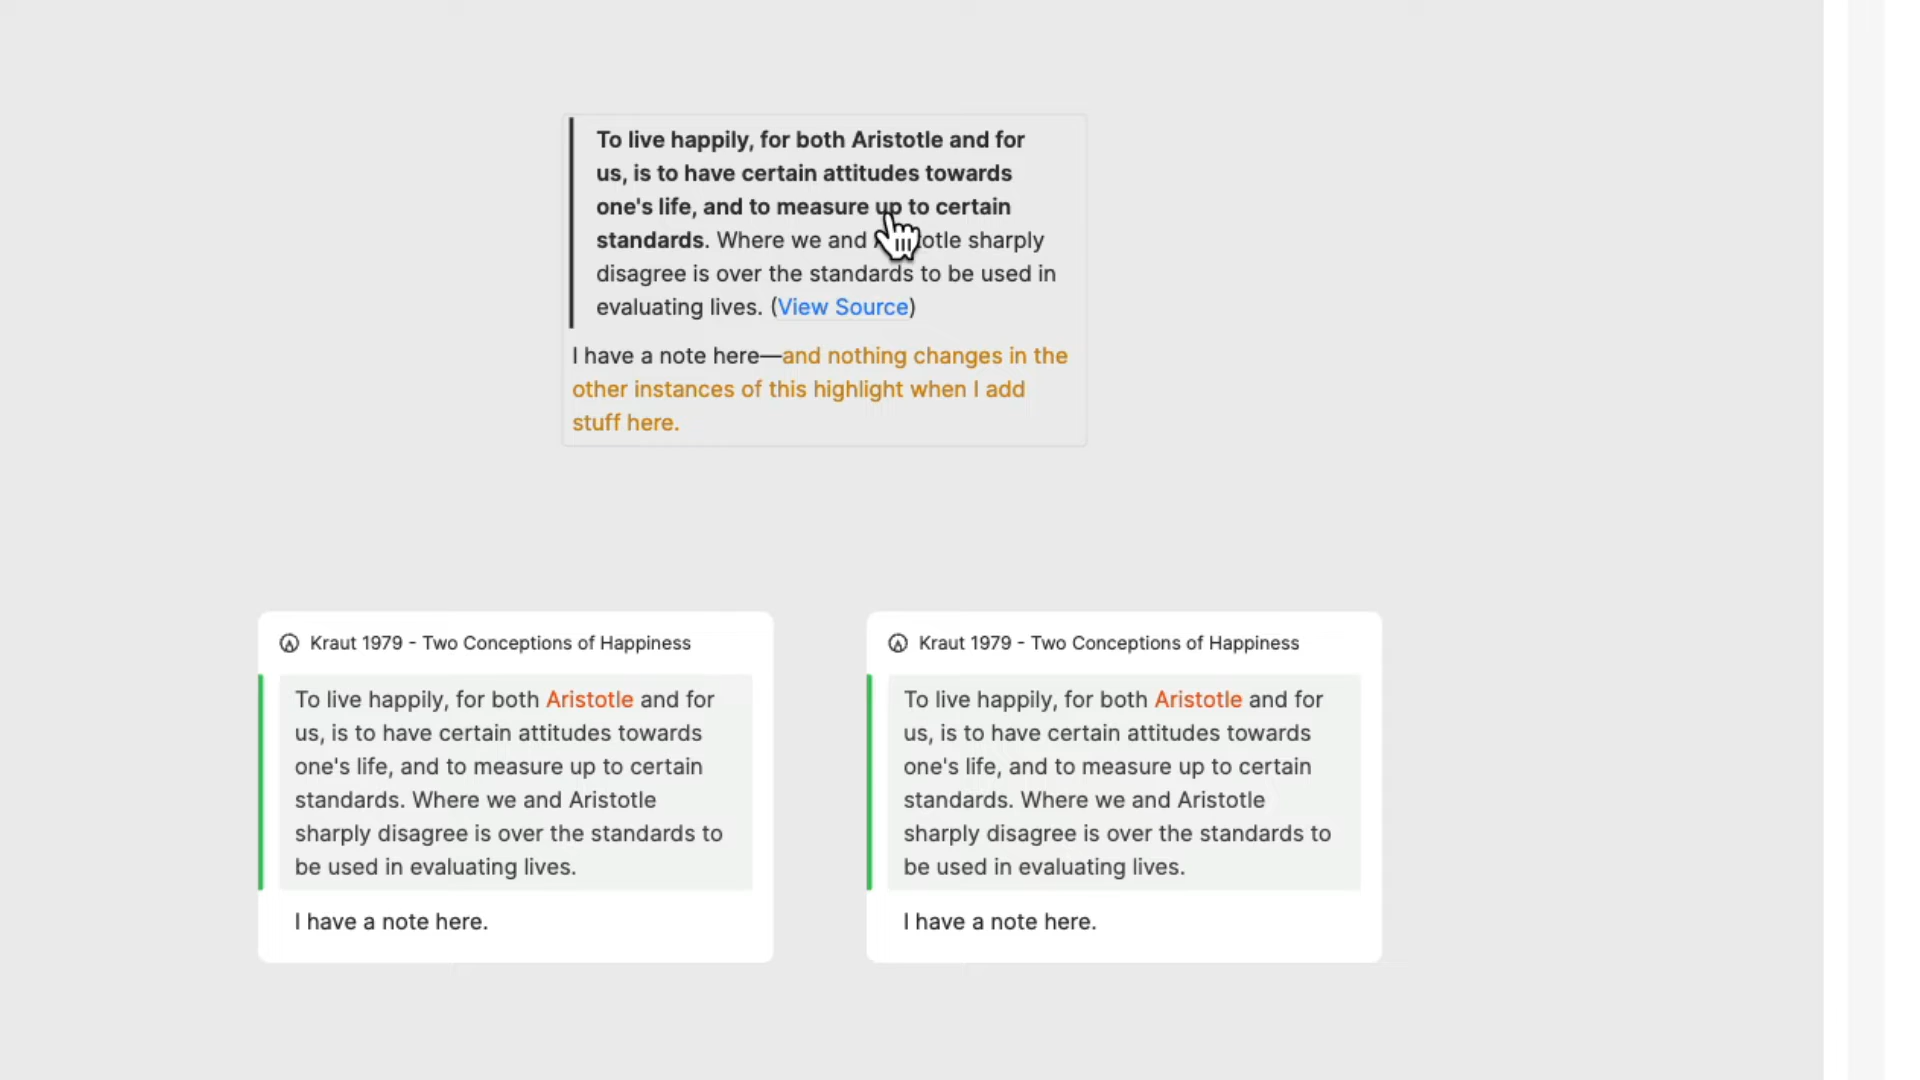 To live happily, for both Aristotle and for
us, is to have certain attitudes towards
one's life, and to measure up to certain
standards. Where we and Aristotle sharply
disagree is over the standards to be used in
evaluating lives. (View Source)
I have a note here—and nothing changes in the
other instances of this highlight when I add
stuff here.
Kraut 1979 - Two Conceptions of Happiness
To live happily, for both Aristotle and for
us, is to have certain attitudes towards
one's life, and to measure up to certain
standards. Where we and Aristotle
sharply disagree is over the standards to
be used in evaluating lives.
I have a note here.
Kraut 1979 - Two Conceptions of Happiness
To live happily, for both Aristotle and for
us, is to have certain attitudes towards
one's life, and to measure up to certain
standards. Where we and Aristotle
sharply disagree is over the standards to
be used in evaluating lives.
I have a note here.